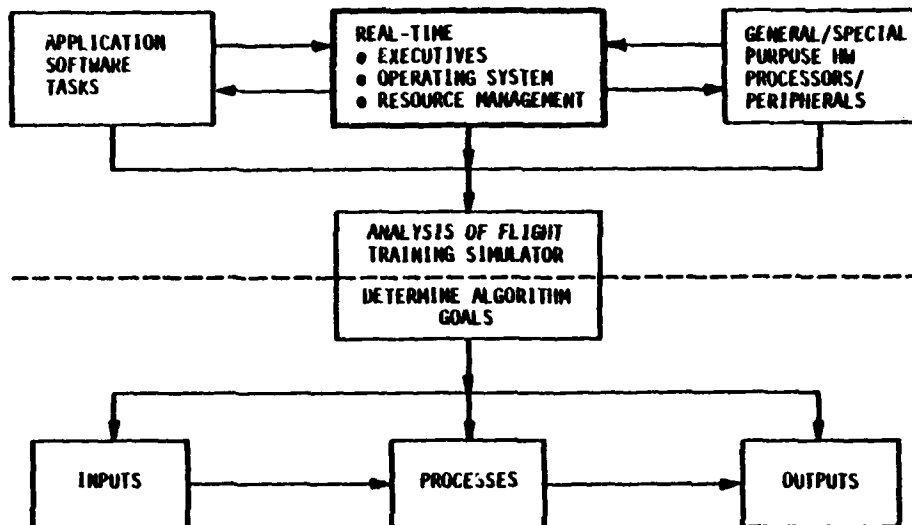 APPLICATION
SOFTWARE
TASKS
REAL-TIME
● EXECUTIVES
● OPERATING SYSTEM
● RESOURCE MANAGEMENT
GENERAL/SPECIAL
PURPOSE HW
PROCESSORS/
PERIPHERALS
ANALYSIS OF FLIGHT
TRAINING SIMULATOR
DETERMINE ALGORITHM
GOALS
INPUTS
PROCESSES
OUTPUTS